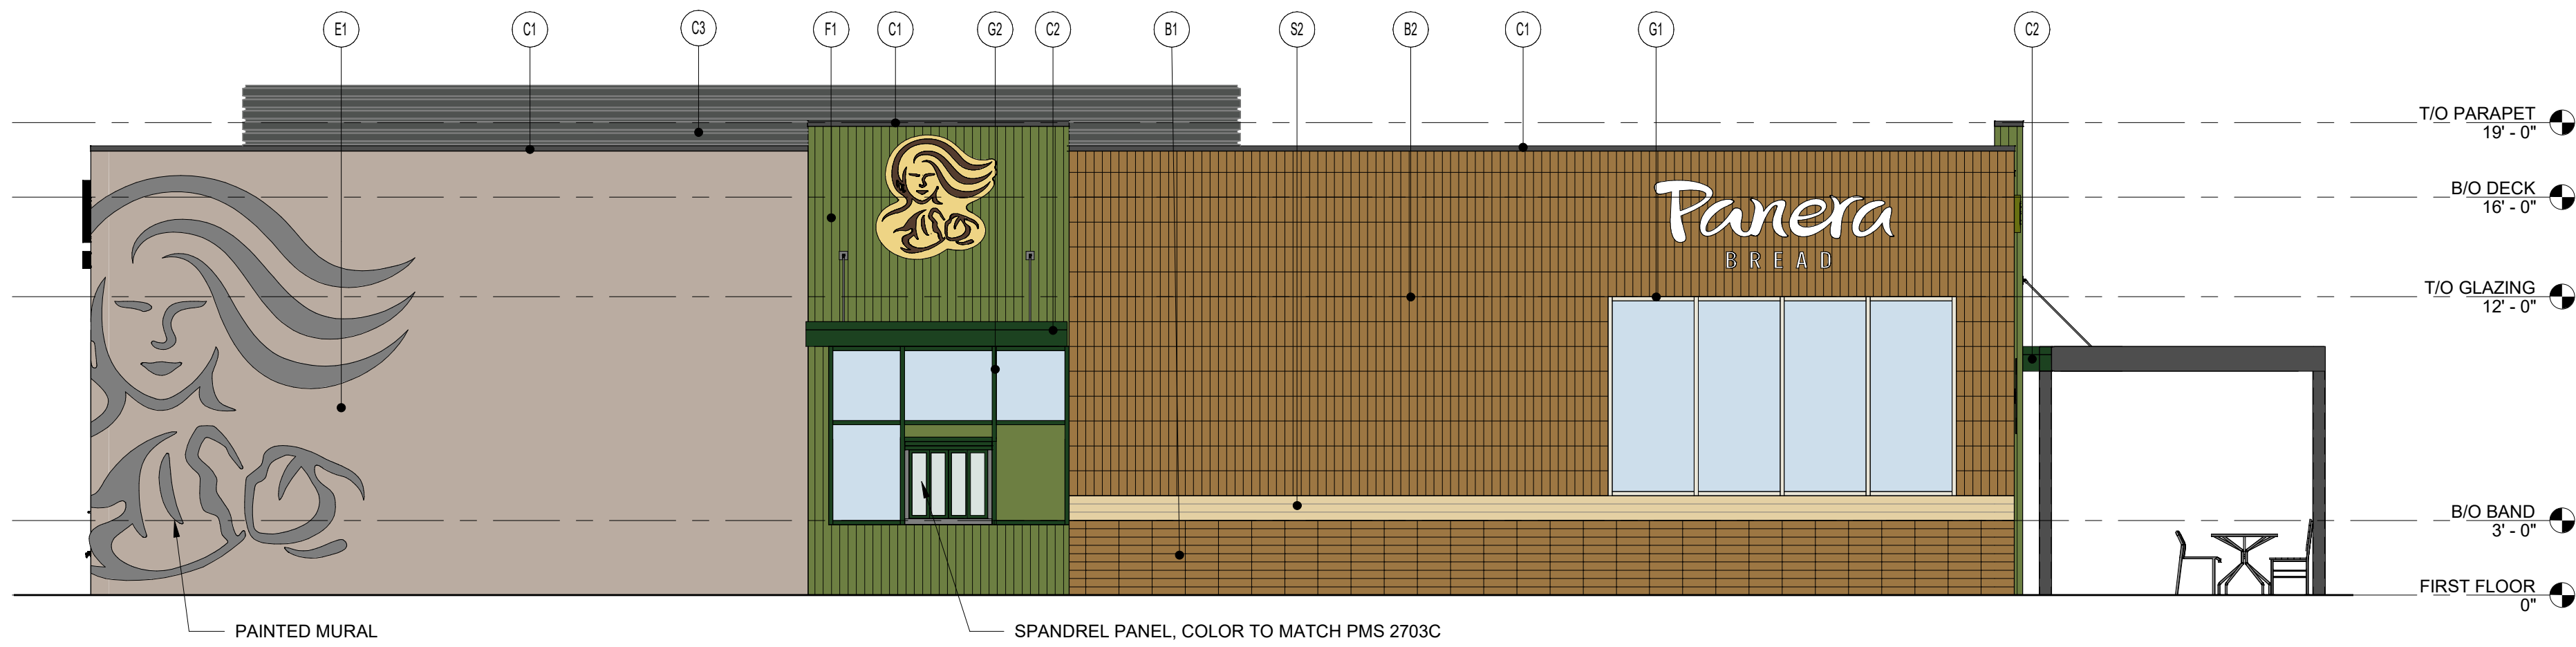 E1 C1 C3 F1 C1 G2 C2 B1 S2 B2 C1 G1 C2
T/O PARAPET
19' - 0"
B/O DECK
16' - 0"
Panera
BREAD
T/O GLAZING
12' - 0"
B/O BAND
3' - 0"
FIRST FLOOR
0"
PAINTED MURAL
SPANDREL PANEL, COLOR TO MATCH PMS 2703C